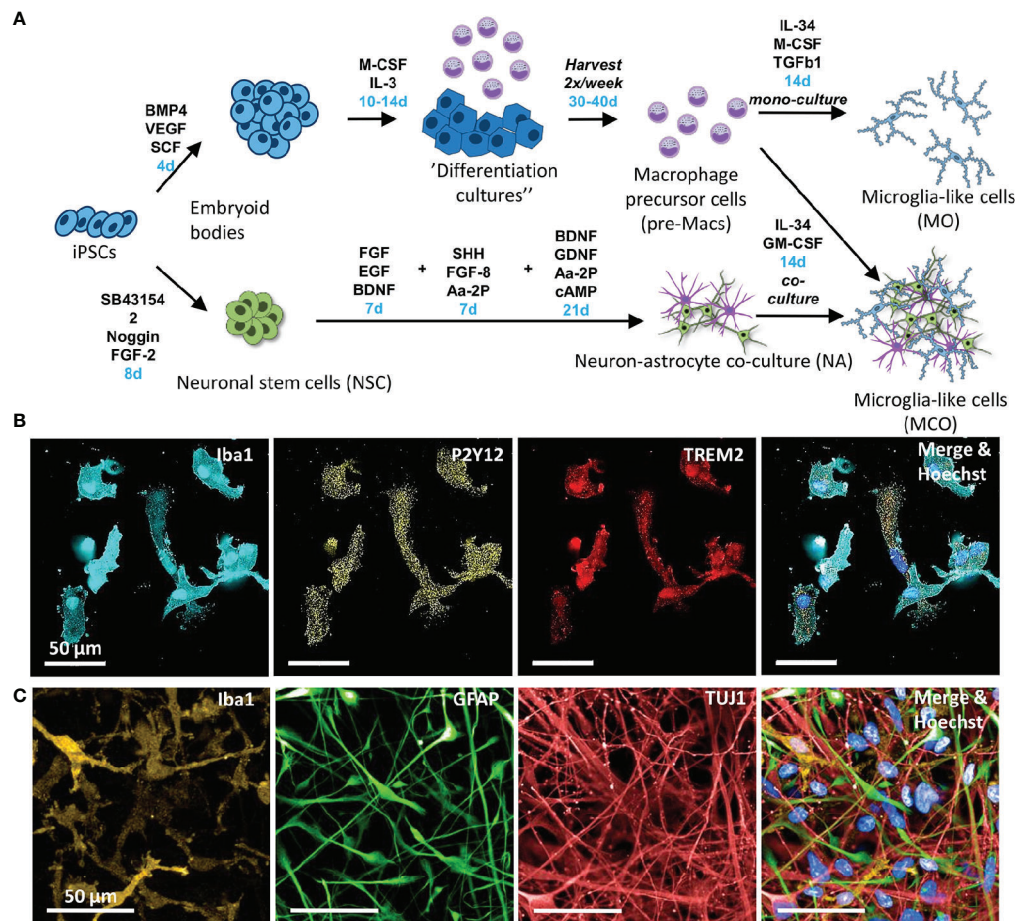 A
BMP4
VEGF
SCF
4d
M-CSF
IL-3
10-14d
Harvest
2x/week
30-40d
IL-34
M-CSF
TGFb1
14d
mono-culture
iPSCs
Embryoid
bodies
'Differentiation
cultures''
Macrophage
precursor cells
(pre-Macs)
Microglia-like cells
(MO)
SB43154
2
Noggin
FGF-2
8d
Neuronal stem cells (NSC)
FGF
EGF
BDNF
7d
+
SHH
FGF-8
Aa-2P
7d
+
BDNF
GDNF
Aa-2P
cAMP
21d
IL-34
GM-CSF
14d
co-
culture
Neuron-astrocyte co-culture (NA)
Microglia-like cells
(MCO)
B
Iba1
50 µm
P2Y12
TREM2
Merge &
Hoechst
C
Iba1
50 µm
GFAP
TUJ1
Merge &
Hoechst